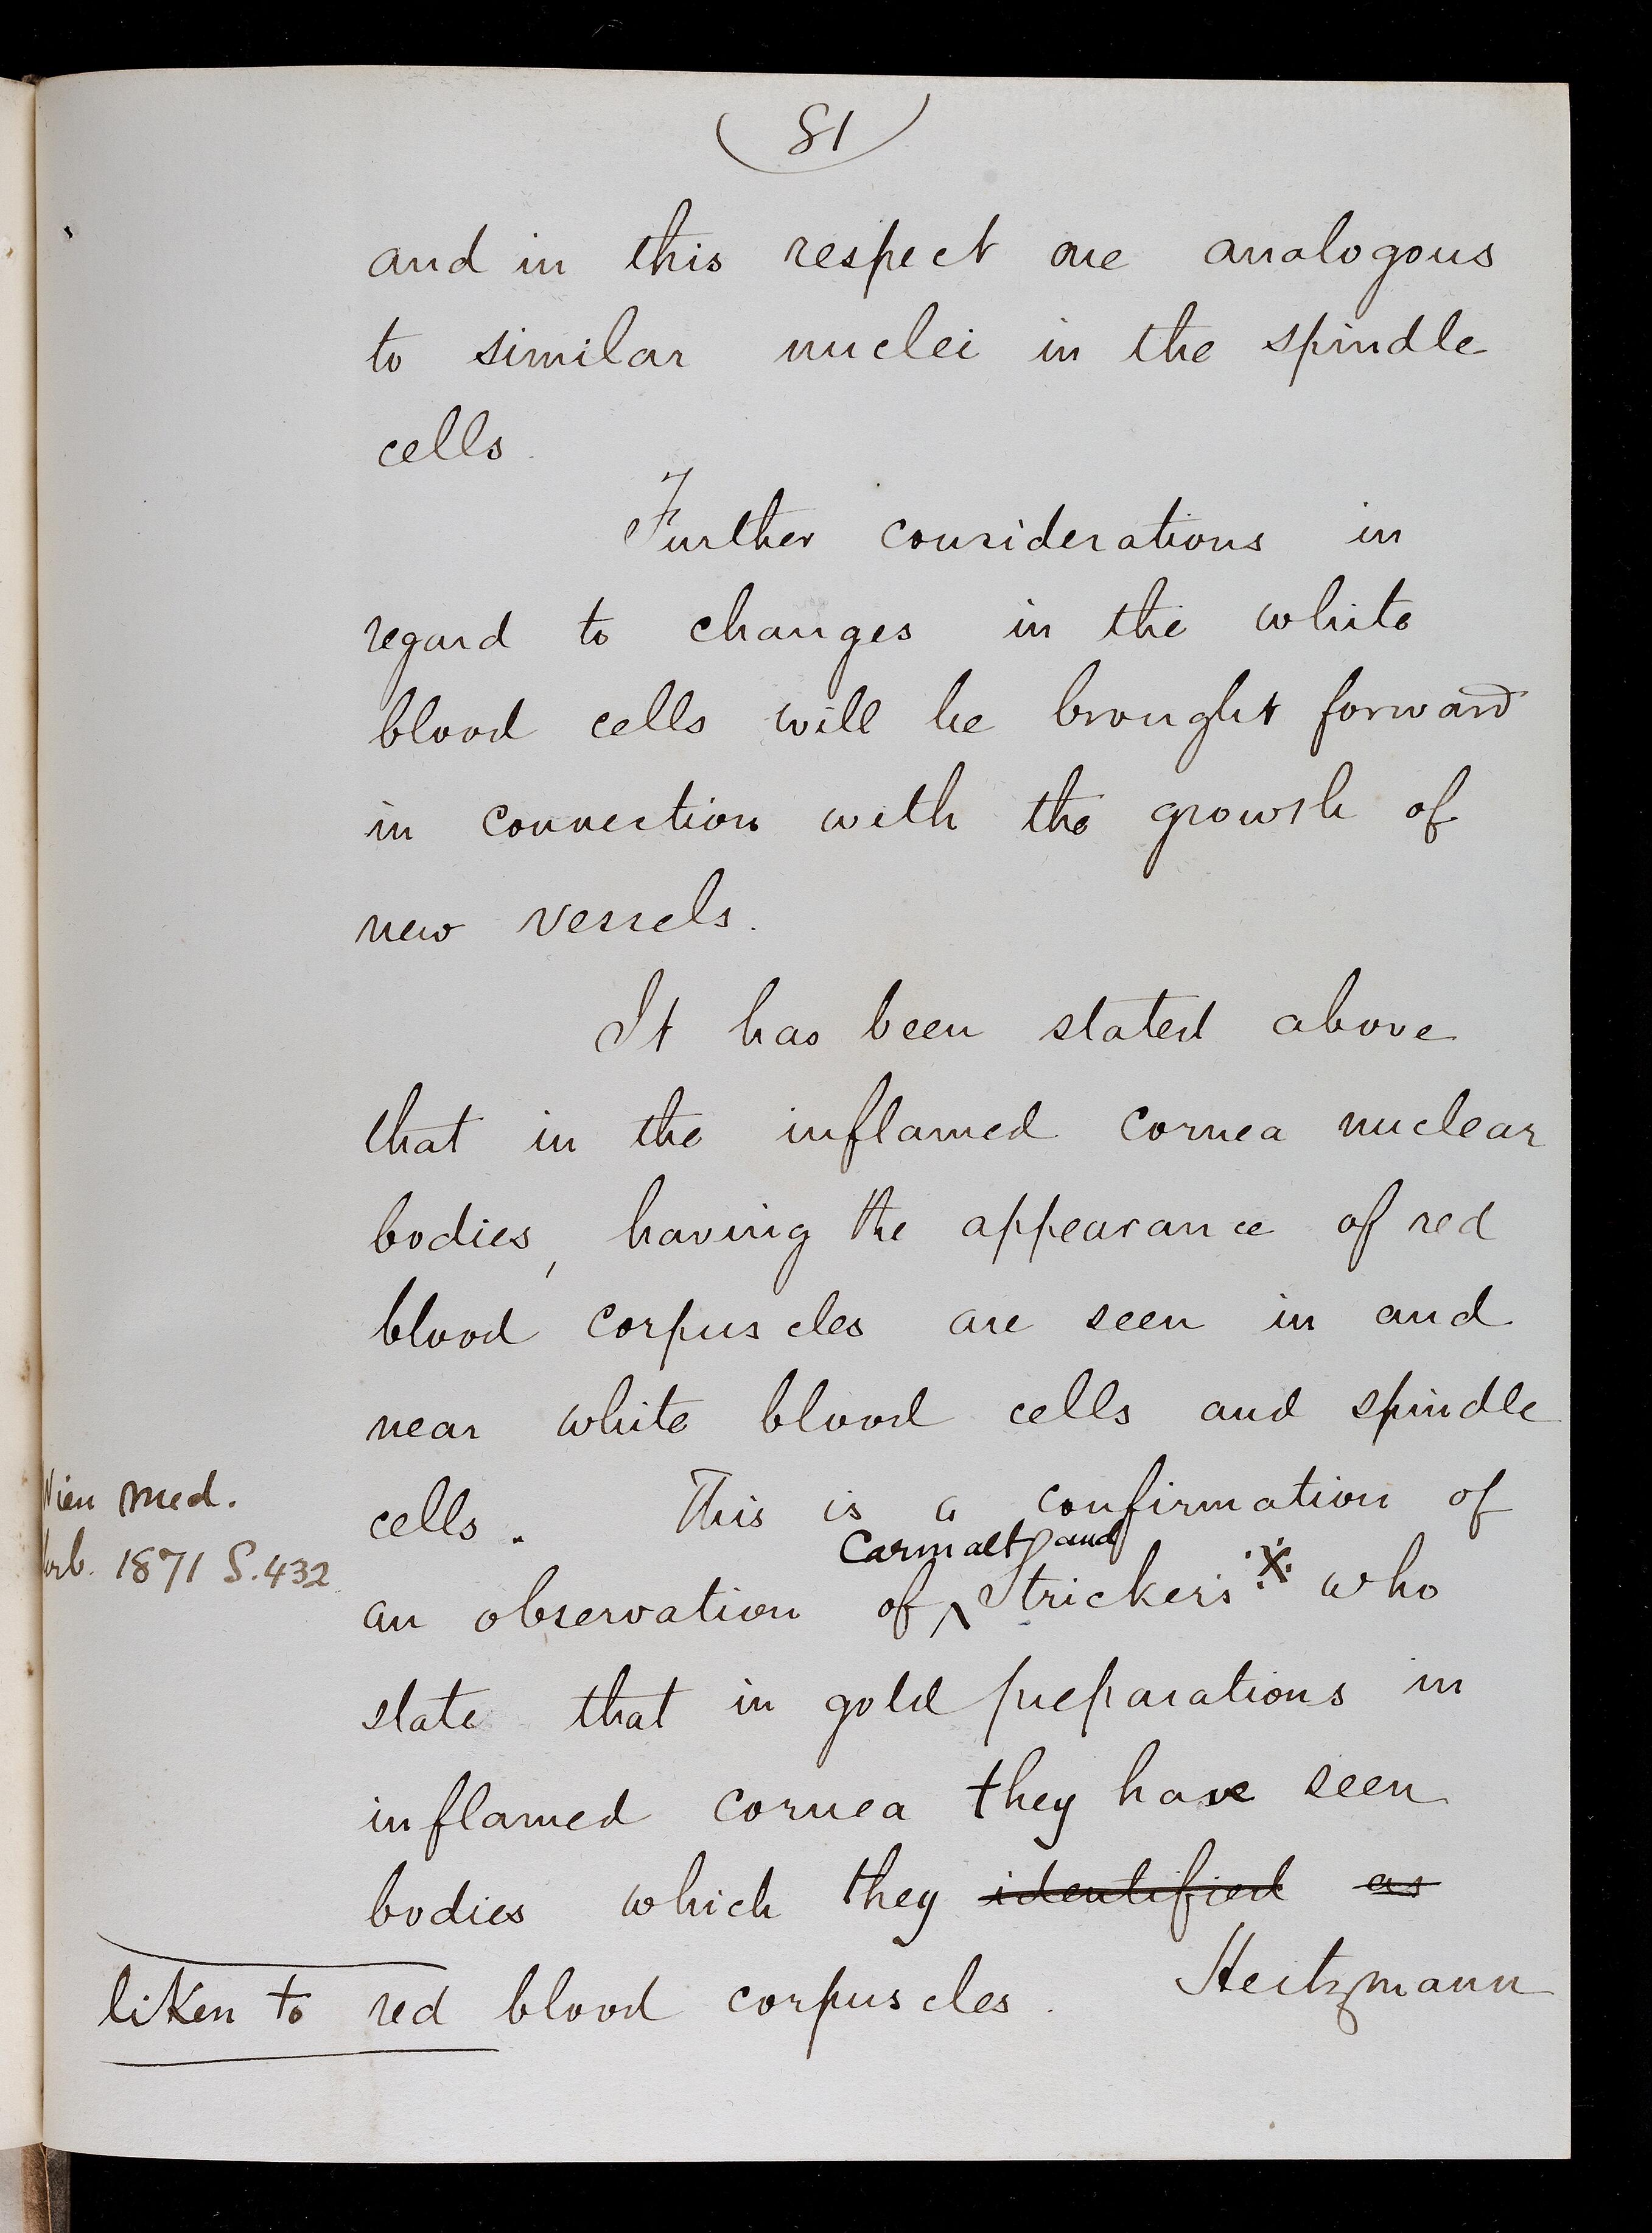 81
and in this respect are analogous
to similar nuclei in the spindle
cells.
Further considerations in
regard to changes in the white
blood cells will be brought forward
in connection with the growth of
new vessels.
It has been stated above
that in the inflamed cornea nuclear
bodies, having the appearance of red
blood corpuscles are seen in and
near white blood cells and spindle
Wien med.
cells. This is a confirmation of
1871 S. 432
Carmalt and
an observation of Strickers X who
state that in gold preparations in
inflamed cornea they have seen
bodies which they identified as
liken to red blood corpuscles. Heitzmann